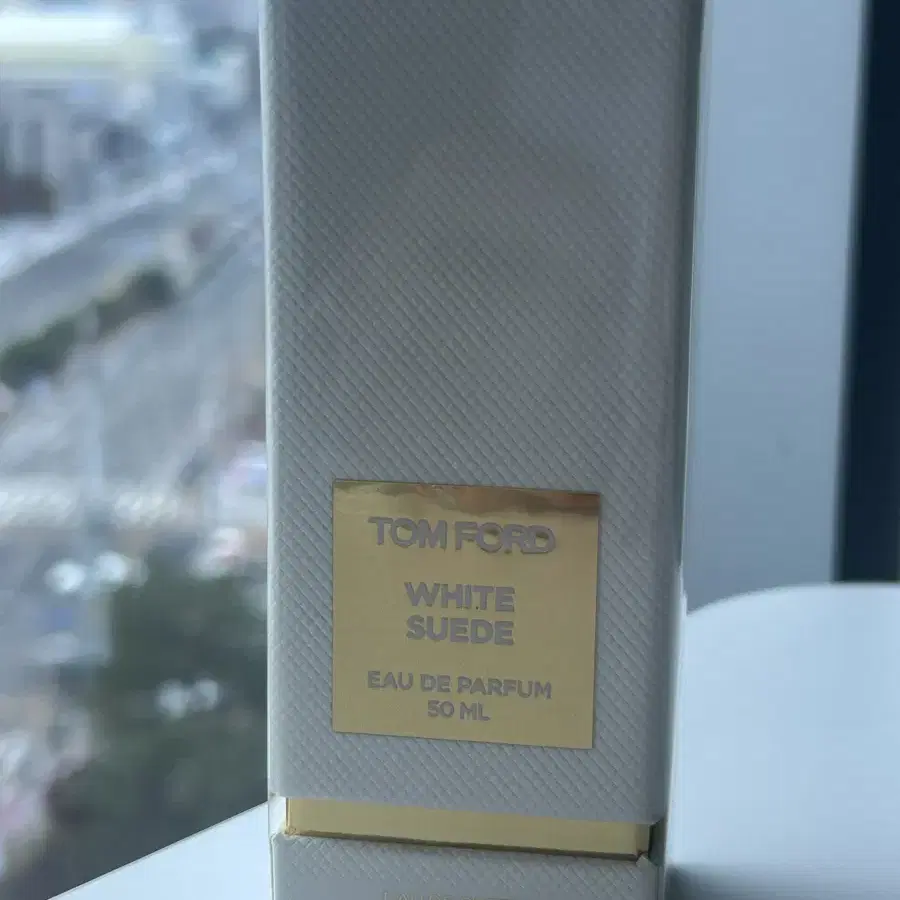 TOM FORD
WHITE
SUEDE
EAU DE PARFUM
50 ML